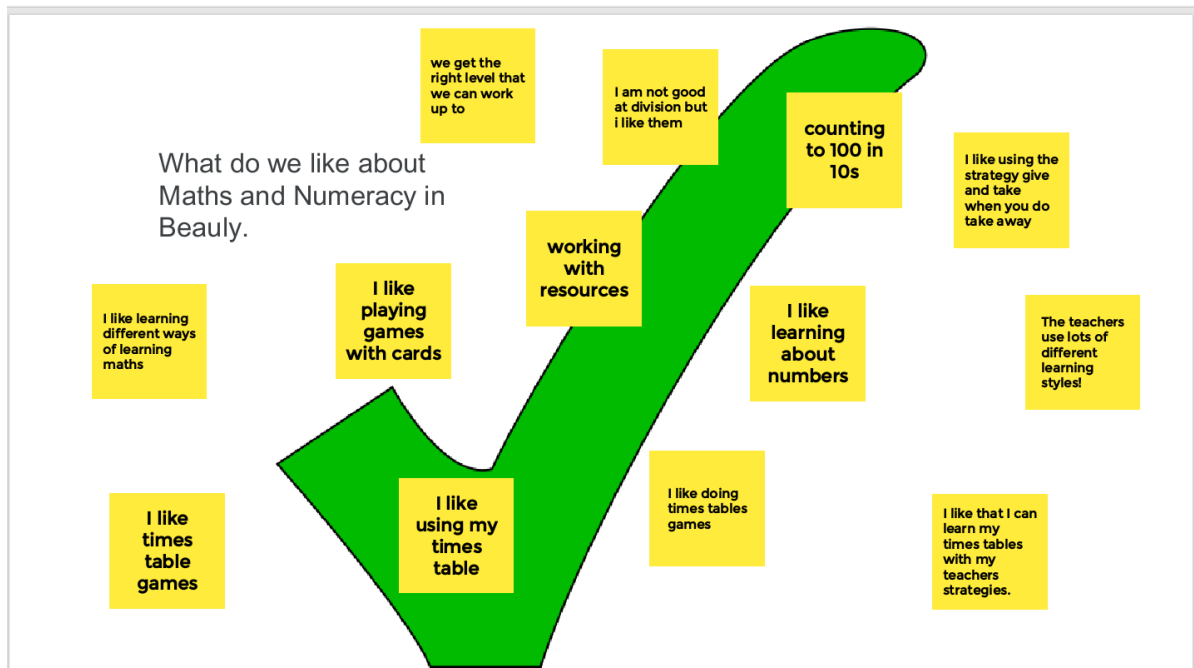 we get the
right level that
we can work
up to
I am not good
at division but
i like them
counting
to 100 in
10s
I like using the
strategy give
and take
when you do
take away
What do we like about
Maths and Numeracy in
Beauly.
working
with
resources
I like
playing
games
with cards
I like learning
different ways
of learning
maths
I like
learning
about
numbers
The teachers
use lots of
different
learning
styles!
I like
times
table
games
I like
using my
times
table
I like doing
times tables
games
I like that I can
learn my
times tables
with my
teachers
strategies.